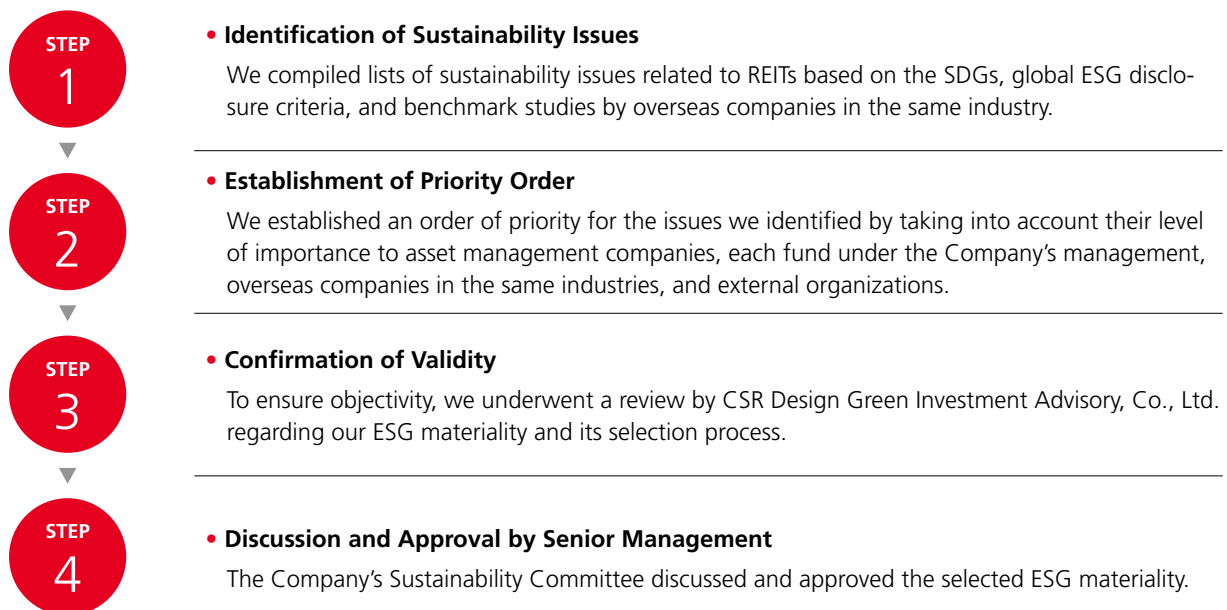 STEP
1
• Identification of Sustainability Issues
We compiled lists of sustainability issues related to REITs based on the SDGs, global ESG disclo-
sure criteria, and benchmark studies by overseas companies in the same industry.
STEP
2
• Establishment of Priority Order
We established an order of priority for the issues we identified by taking into account their level
of importance to asset management companies, each fund under the Company’s management,
overseas companies in the same industries, and external organizations.
STEP
3
• Confirmation of Validity
To ensure objectivity, we underwent a review by CSR Design Green Investment Advisory, Co., Ltd.
regarding our ESG materiality and its selection process.
STEP
4
• Discussion and Approval by Senior Management
The Company’s Sustainability Committee discussed and approved the selected ESG materiality.